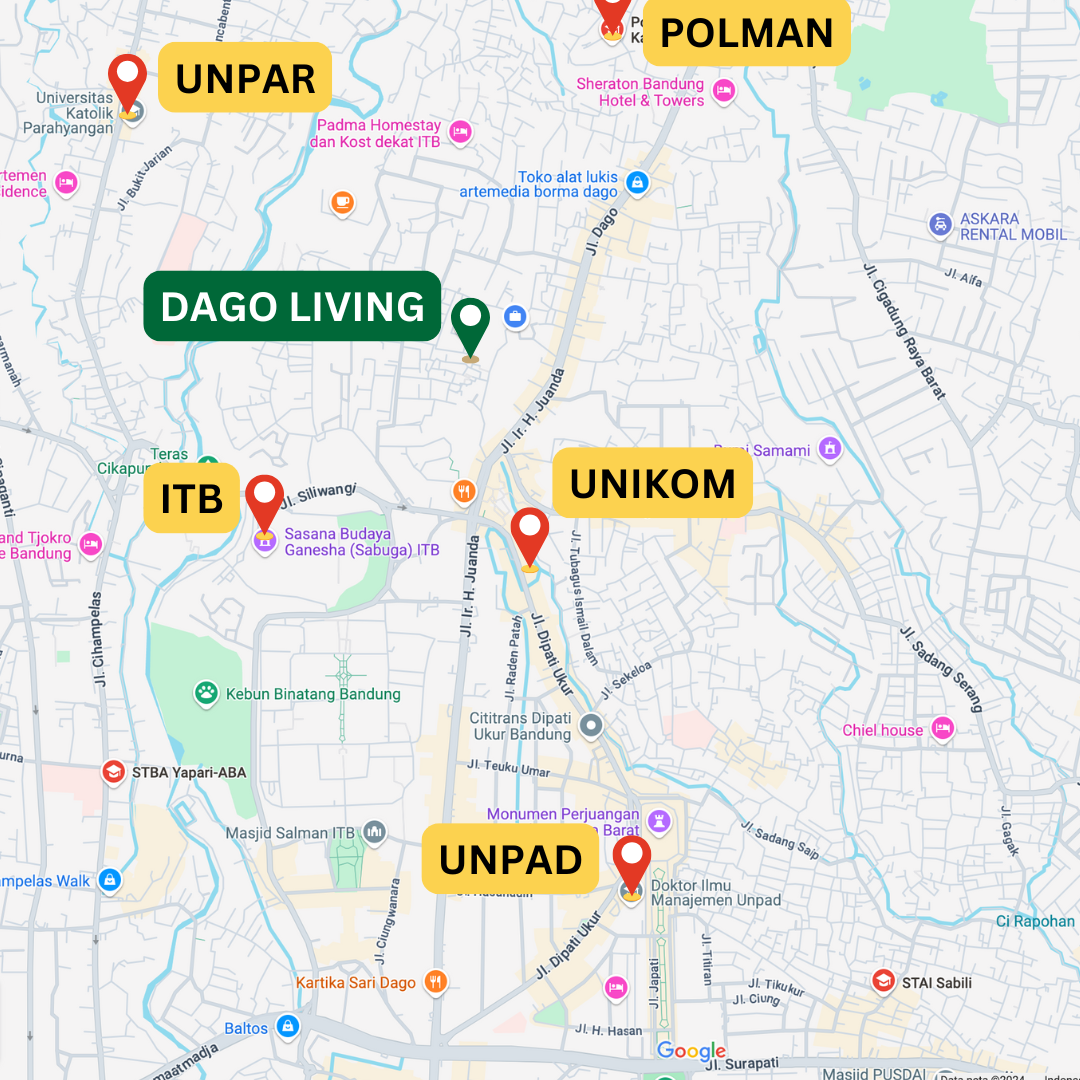 POLMAN
UNPAR
Universitas
Katolik
Parahyangan
Sheraton Bandung
Hotel & Towers
Padma Homestay
dan Kost dekat ITB
Jl. Bukit Jarian
Toko alat lukis
artemedia borma dago
Jl. Dago
ASKARA
RENTAL MOBIL
Jl. Aifa
Jl. Cigadung Raya Barat
DAGO LIVING
Jl. Ir. H. Juanda
Teras
ITB
Jl. Siliwangi
UNIKOM
Samami
Sasana Budaya
Ganesha (Sabuga) ITB
Jl. Ir. H. Juanda
Jl. Tubagus Ismail Dalam
Jl. Cihampelas
Jl. Raden Patah
Jl. Dipati Ukur
Jl. Sekeloa
Jl. Sadang Serang
Kebun Binatang Bandung
Cititrans Dipati
Ukur Bandung
Chiel house
STBA Yapari-ABA
Jl. Teuku Umar
Monumen Perjuangan
Barat
Masjid Salman ITB
Jl. Sadang Saip
Jl. Gagak
UNPAD
Doktor Ilmu
Manajemen Unpad
Jl. Ciungwanara
Ci Rapohan
Jl. Dipati Ukur
Jl. Japati
Jl. Titiran
Kartika Sari Dago
STAI Sabili
Jl. Tikukur
Jl. Ciung
Baltos
Jl. H. Hasan
Google
Jl. Surapati
Masjid PUSDAI